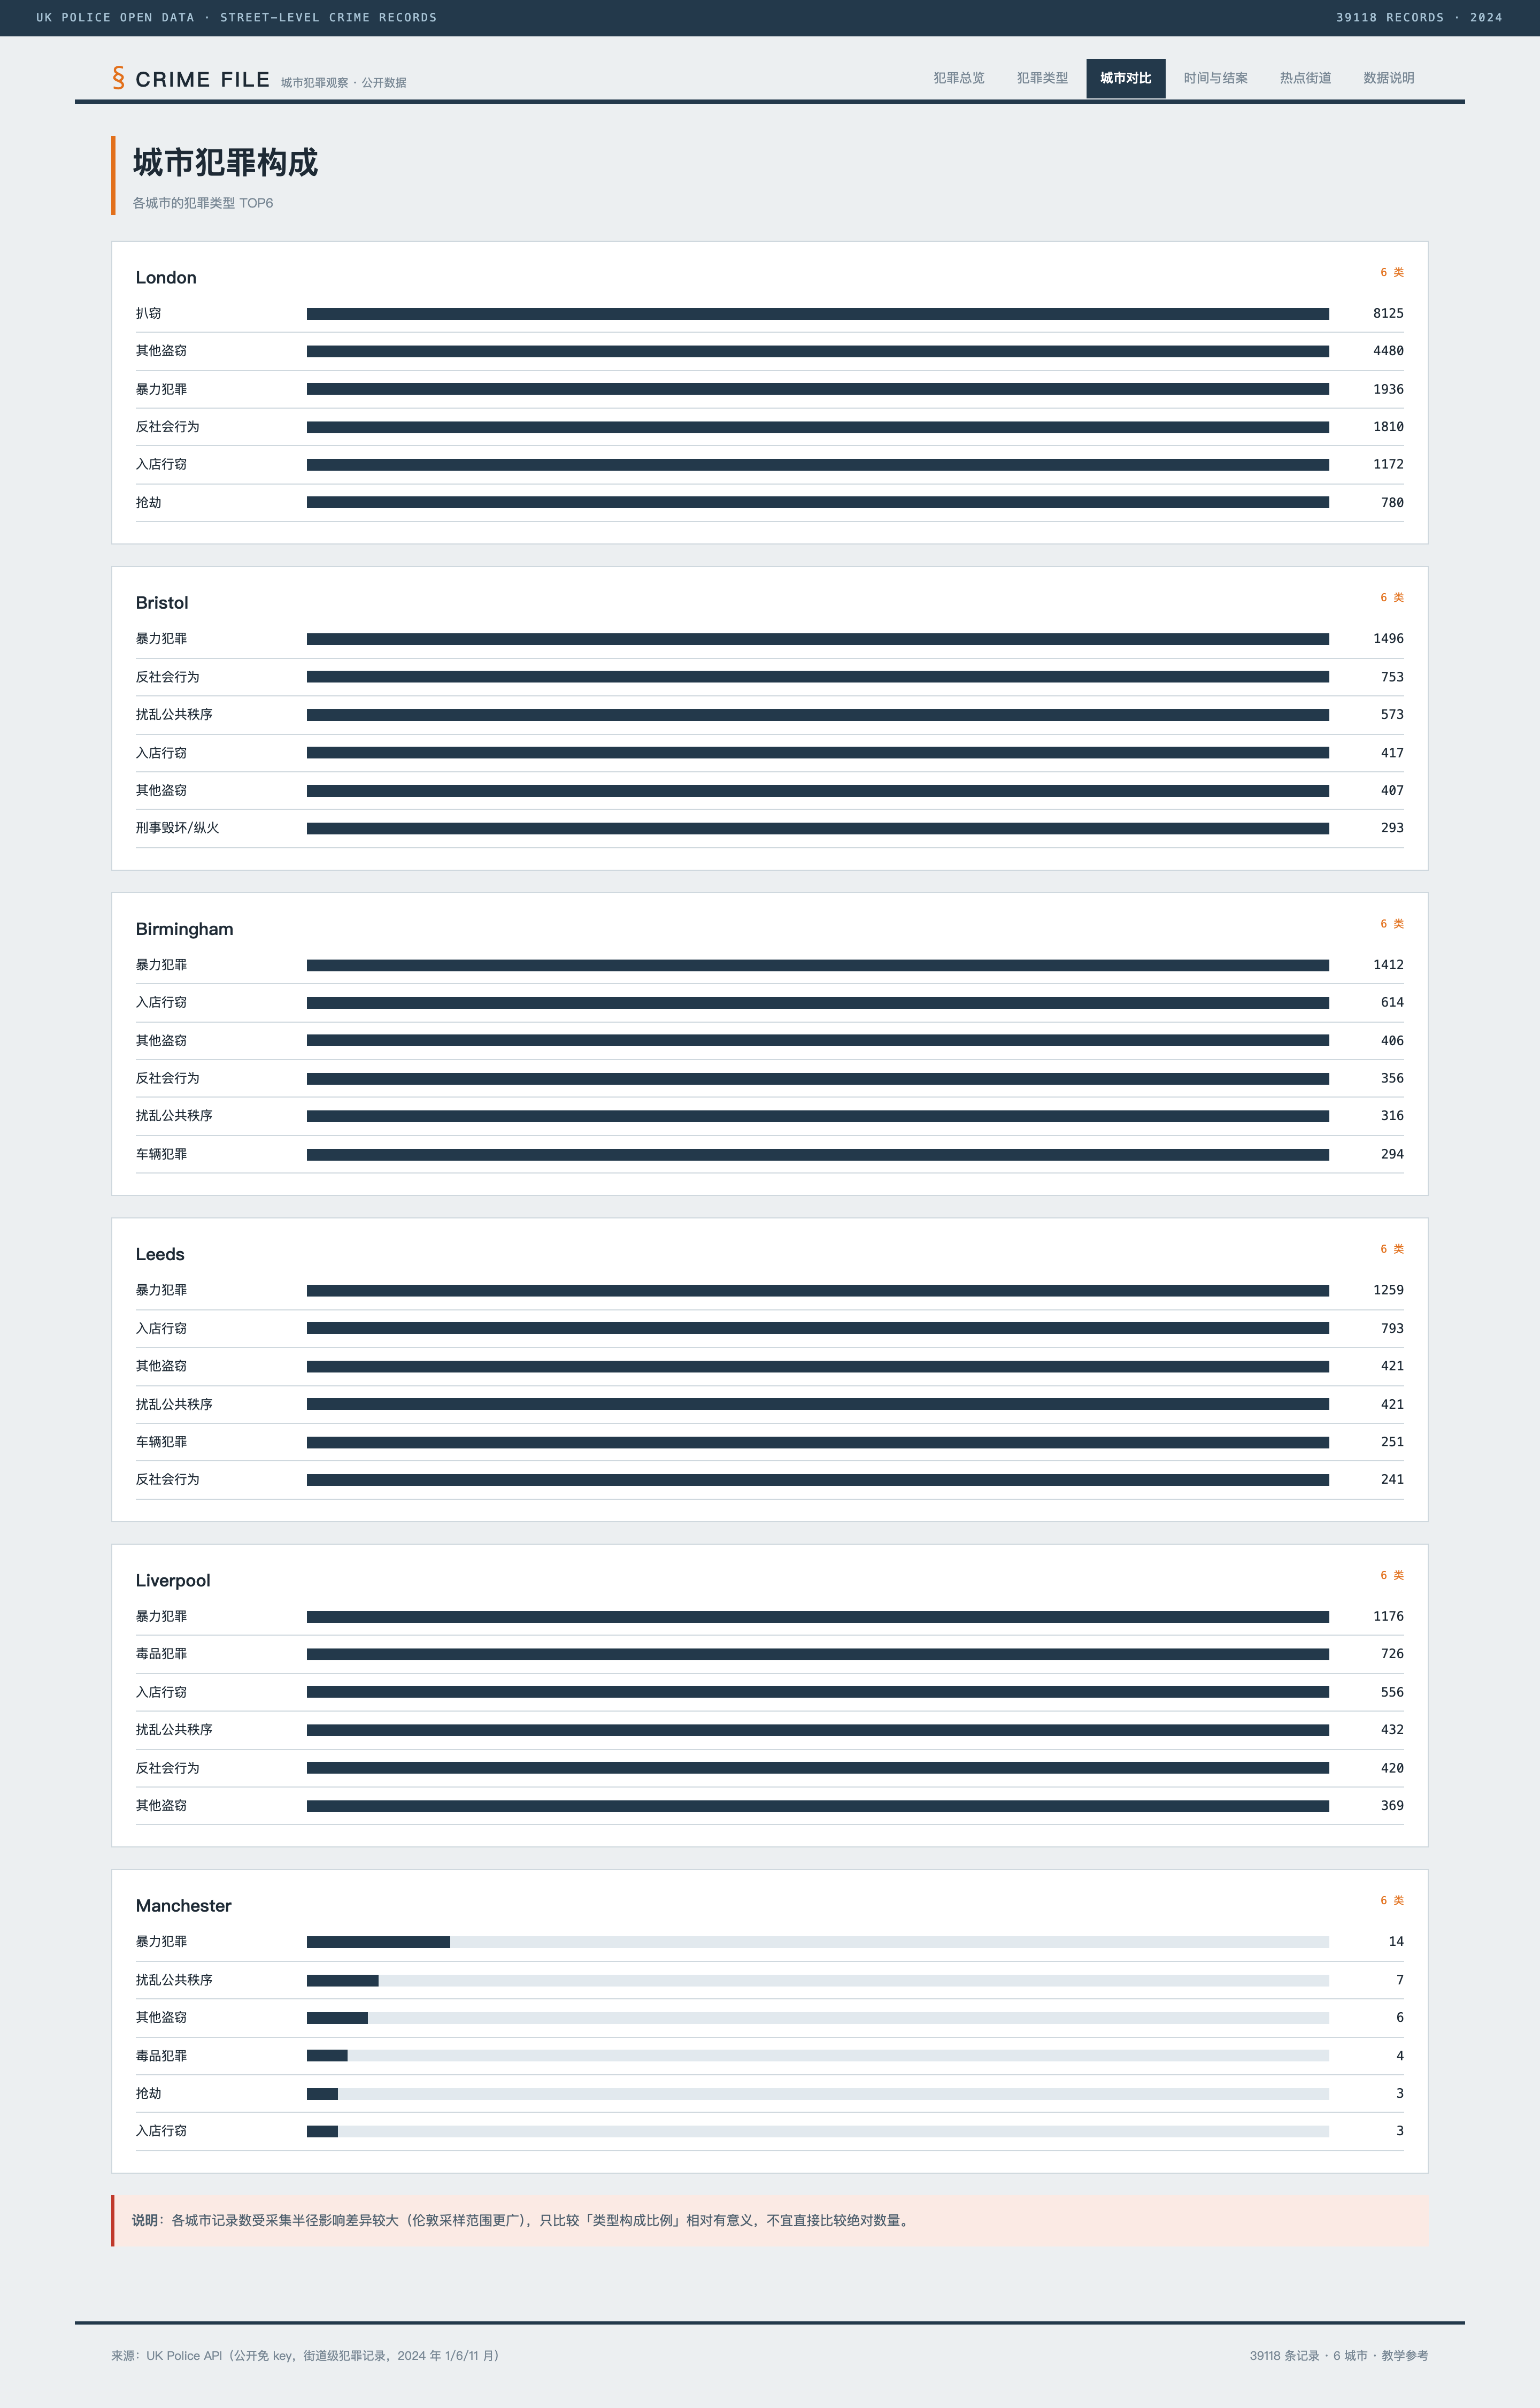 UK POLICE OPEN DATA · STREET-LEVEL CRIME RECORDS
39118 RECORDS · 2024
§ CRIME FILE 城市犯罪观察 · 公开数据
犯罪总览 犯罪类型 城市对比 时间与结案 热点街道 数据说明
城市犯罪构成
各城市的犯罪类型 TOP6
London 6 类
扒窃 8125
其他盗窃 4480
暴力犯罪 1936
反社会行为 1810
入店行窃 1172
抢劫 780
Bristol 6 类
暴力犯罪 1496
反社会行为 753
扰乱公共秩序 573
入店行窃 417
其他盗窃 407
刑事毁坏/纵火 293
Birmingham 6 类
暴力犯罪 1412
入店行窃 614
其他盗窃 406
反社会行为 356
扰乱公共秩序 316
车辆犯罪 294
Leeds 6 类
暴力犯罪 1259
入店行窃 793
其他盗窃 421
扰乱公共秩序 421
车辆犯罪 251
反社会行为 241
Liverpool 6 类
暴力犯罪 1176
毒品犯罪 726
入店行窃 556
扰乱公共秩序 432
反社会行为 420
其他盗窃 369
Manchester 6 类
暴力犯罪 14
扰乱公共秩序 7
其他盗窃 6
毒品犯罪 4
抢劫 3
入店行窃 3
说明：各城市记录数受采集半径影响差异较大（伦敦采样范围更广），只比较「类型构成比例」相对有意义，不宜直接比较绝对数量。
来源：UK Police API（公开免 key，街道级犯罪记录，2024 年 1/6/11 月）
39118 条记录 · 6 城市 · 教学参考